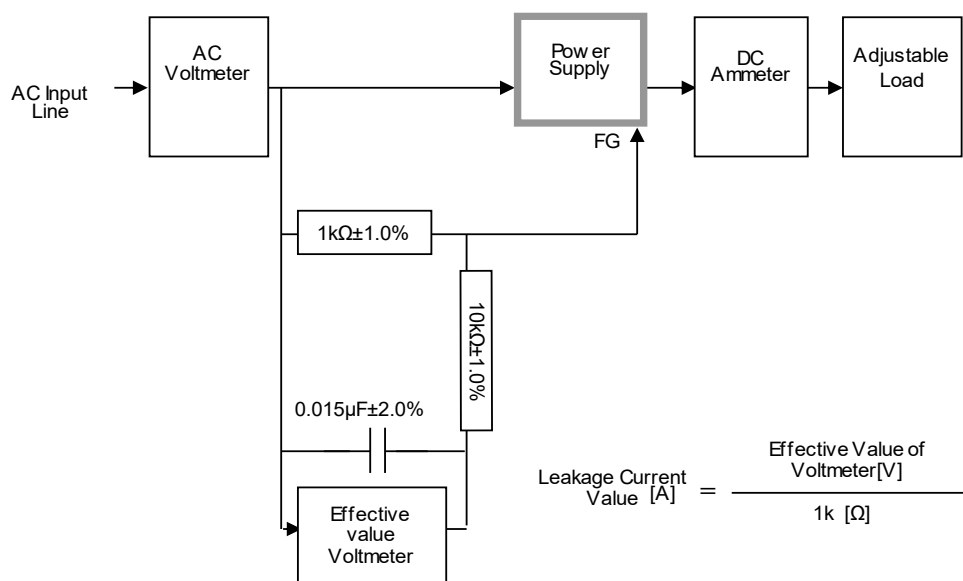 AC Input
Line
AC
Voltmeter
Power
Supply
FG
DC
Ammeter
Adjustable
Load
1kΩ±1.0%
10kΩ±1.0%
0.015µF±2.0%
Effective
value
Voltmeter
Leakage Current
Value [A]
=
Effective Value of
Voltmeter[V]
1k [Ω]